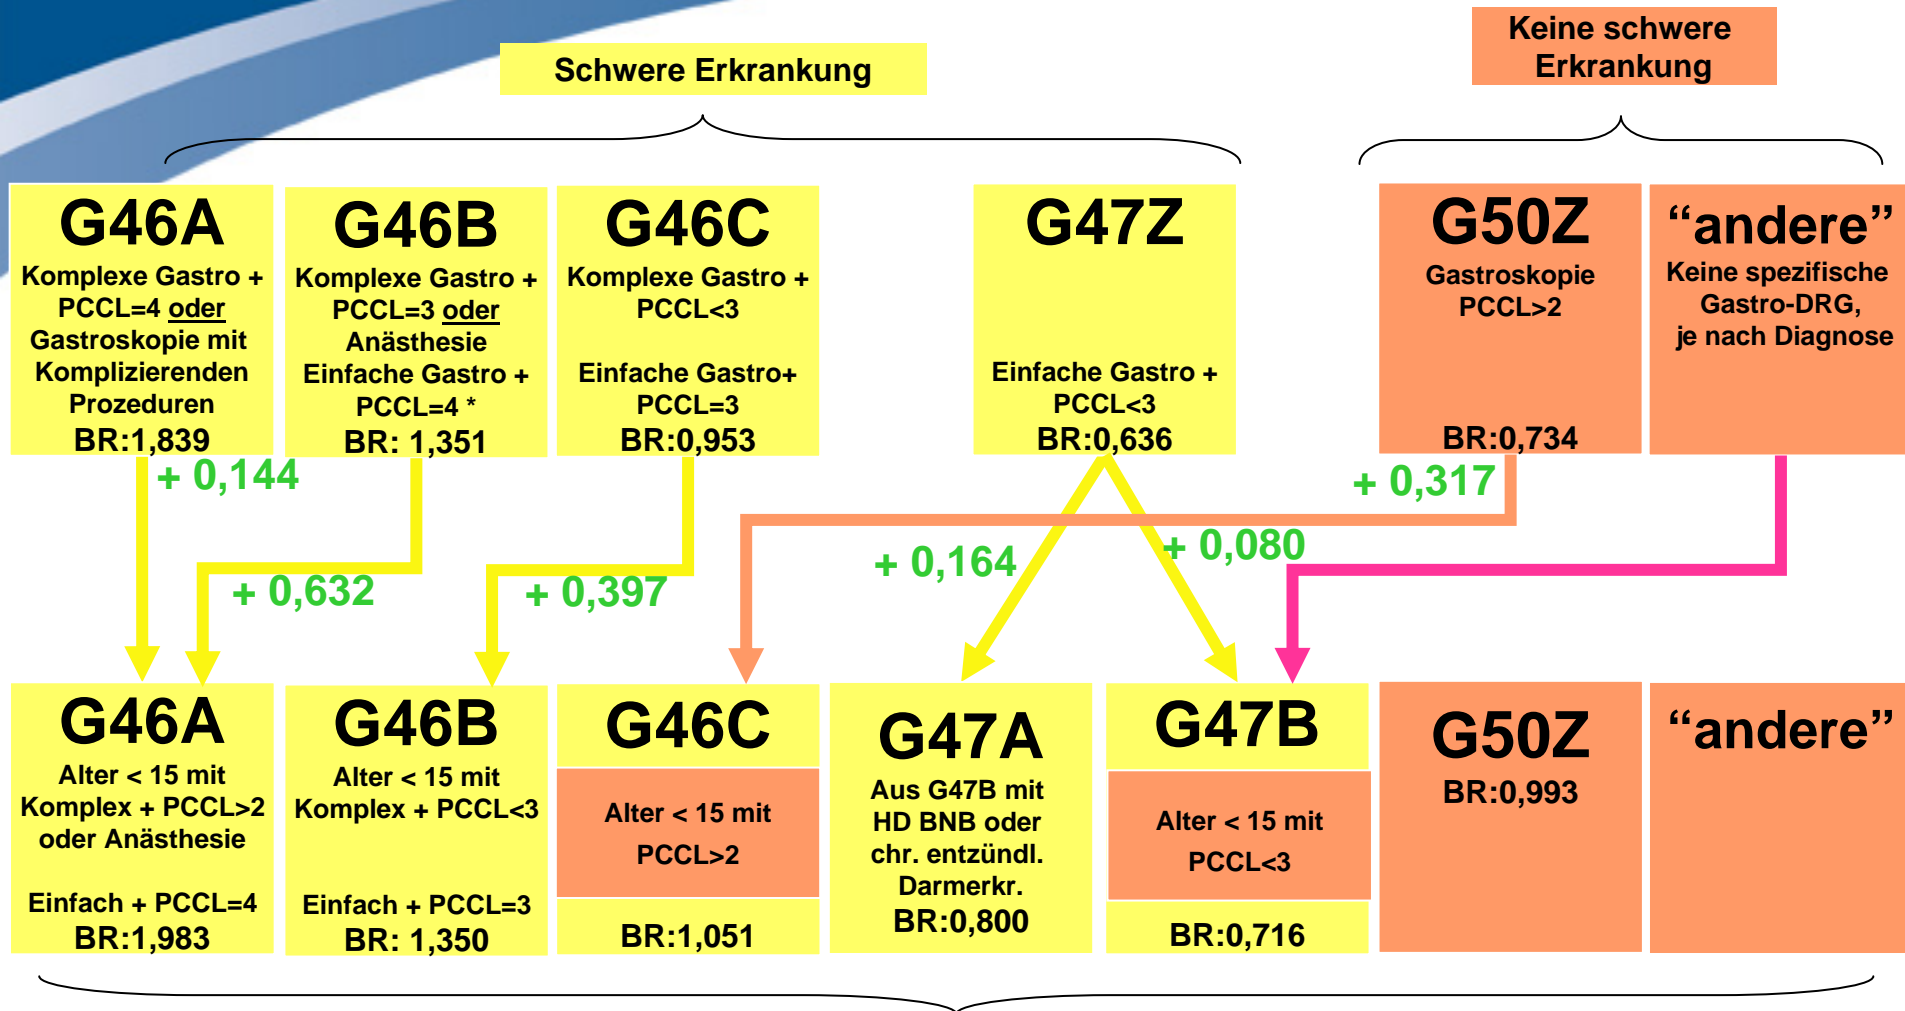 Schwere Erkrankung
Keine schwere
Erkrankung
G46A
Komplexe Gastro +
PCCL=4 oder
Gastroskopie mit
Komplizierenden
Prozeduren
BR:1,839
G46B
Komplexe Gastro +
PCCL=3 oder
Anästhesie
Einfache Gastro +
PCCL=4 *
BR: 1,351
G46C
Komplexe Gastro +
PCCL<3
Einfache Gastro+
PCCL=3
BR:0,953
G47Z
Einfache Gastro +
PCCL<3
BR:0,636
G50Z
Gastroskopie
PCCL>2
BR:0,734
“andere”
Keine spezifische
Gastro-DRG,
je nach Diagnose
+ 0,144
+ 0,632
+ 0,397
+ 0,164
+ 0,080
+ 0,317
G46A
Alter < 15 mit
Komplex + PCCL>2
oder Anästhesie
Einfach + PCCL=4
BR:1,983
G46B
Alter < 15 mit
Komplex + PCCL<3
Einfach + PCCL=3
BR: 1,350
G46C
Alter < 15 mit
PCCL>2
BR:1,051
G47A
Aus G47B mit
HD BNB oder
chr. entzündl.
Darmerkr.
BR:0,800
G47B
Alter < 15 mit
PCCL<3
BR:0,716
G50Z
BR:0,993
“andere”